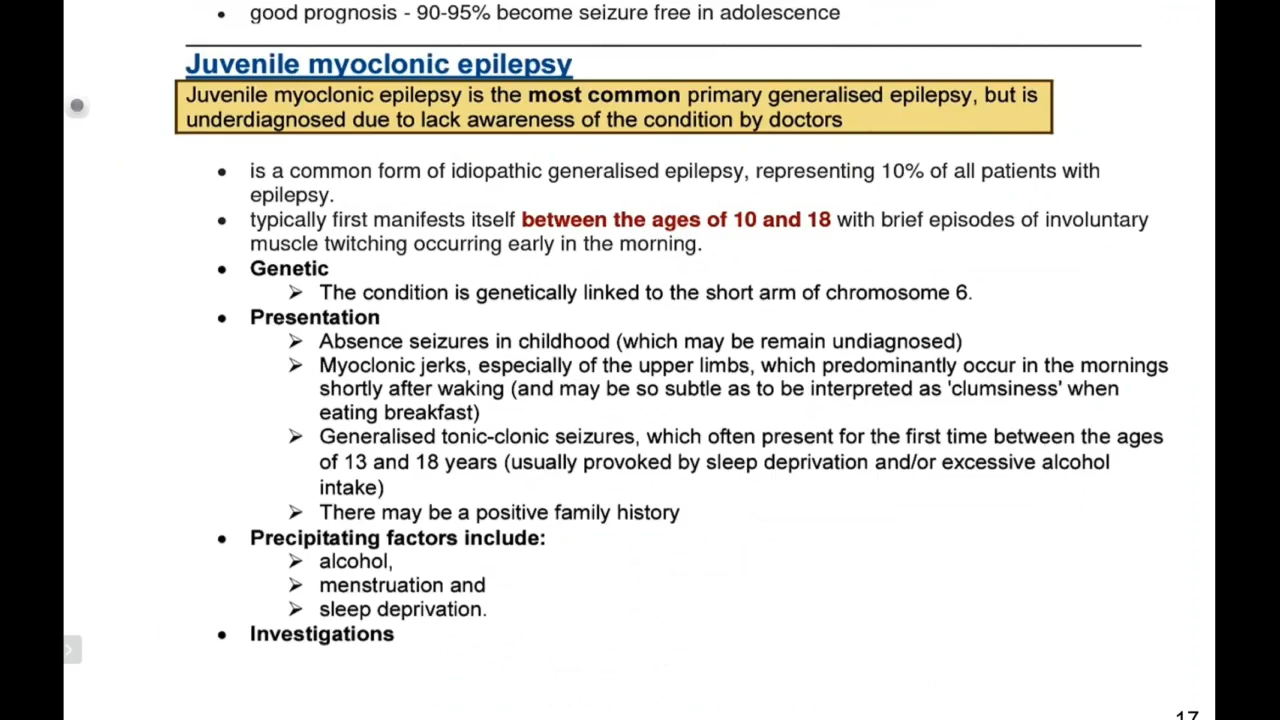 • good prognosis - 90-95% become seizure free in adolescence
Juvenile myoclonic epilepsy
Juvenile myoclonic epilepsy is the most common primary generalised epilepsy, but is
underdiagnosed due to lack awareness of the condition by doctors
• is a common form of idiopathic generalised epilepsy, representing 10% of all patients with
epilepsy.
• typically first manifests itself between the ages of 10 and 18 with brief episodes of involuntary
muscle twitching occurring early in the morning.
• Genetic
➢ The condition is genetically linked to the short arm of chromosome 6.
• Presentation
➢ Absence seizures in childhood (which may be remain undiagnosed)
➢ Myoclonic jerks, especially of the upper limbs, which predominantly occur in the mornings
shortly after waking (and may be so subtle as to be interpreted as 'clumsiness' when
eating breakfast)
➢ Generalised tonic-clonic seizures, which often present for the first time between the ages
of 13 and 18 years (usually provoked by sleep deprivation and/or excessive alcohol
intake)
➢ There may be a positive family history
• Precipitating factors include:
➢ alcohol,
➢ menstruation and
➢ sleep deprivation.
• Investigations
17